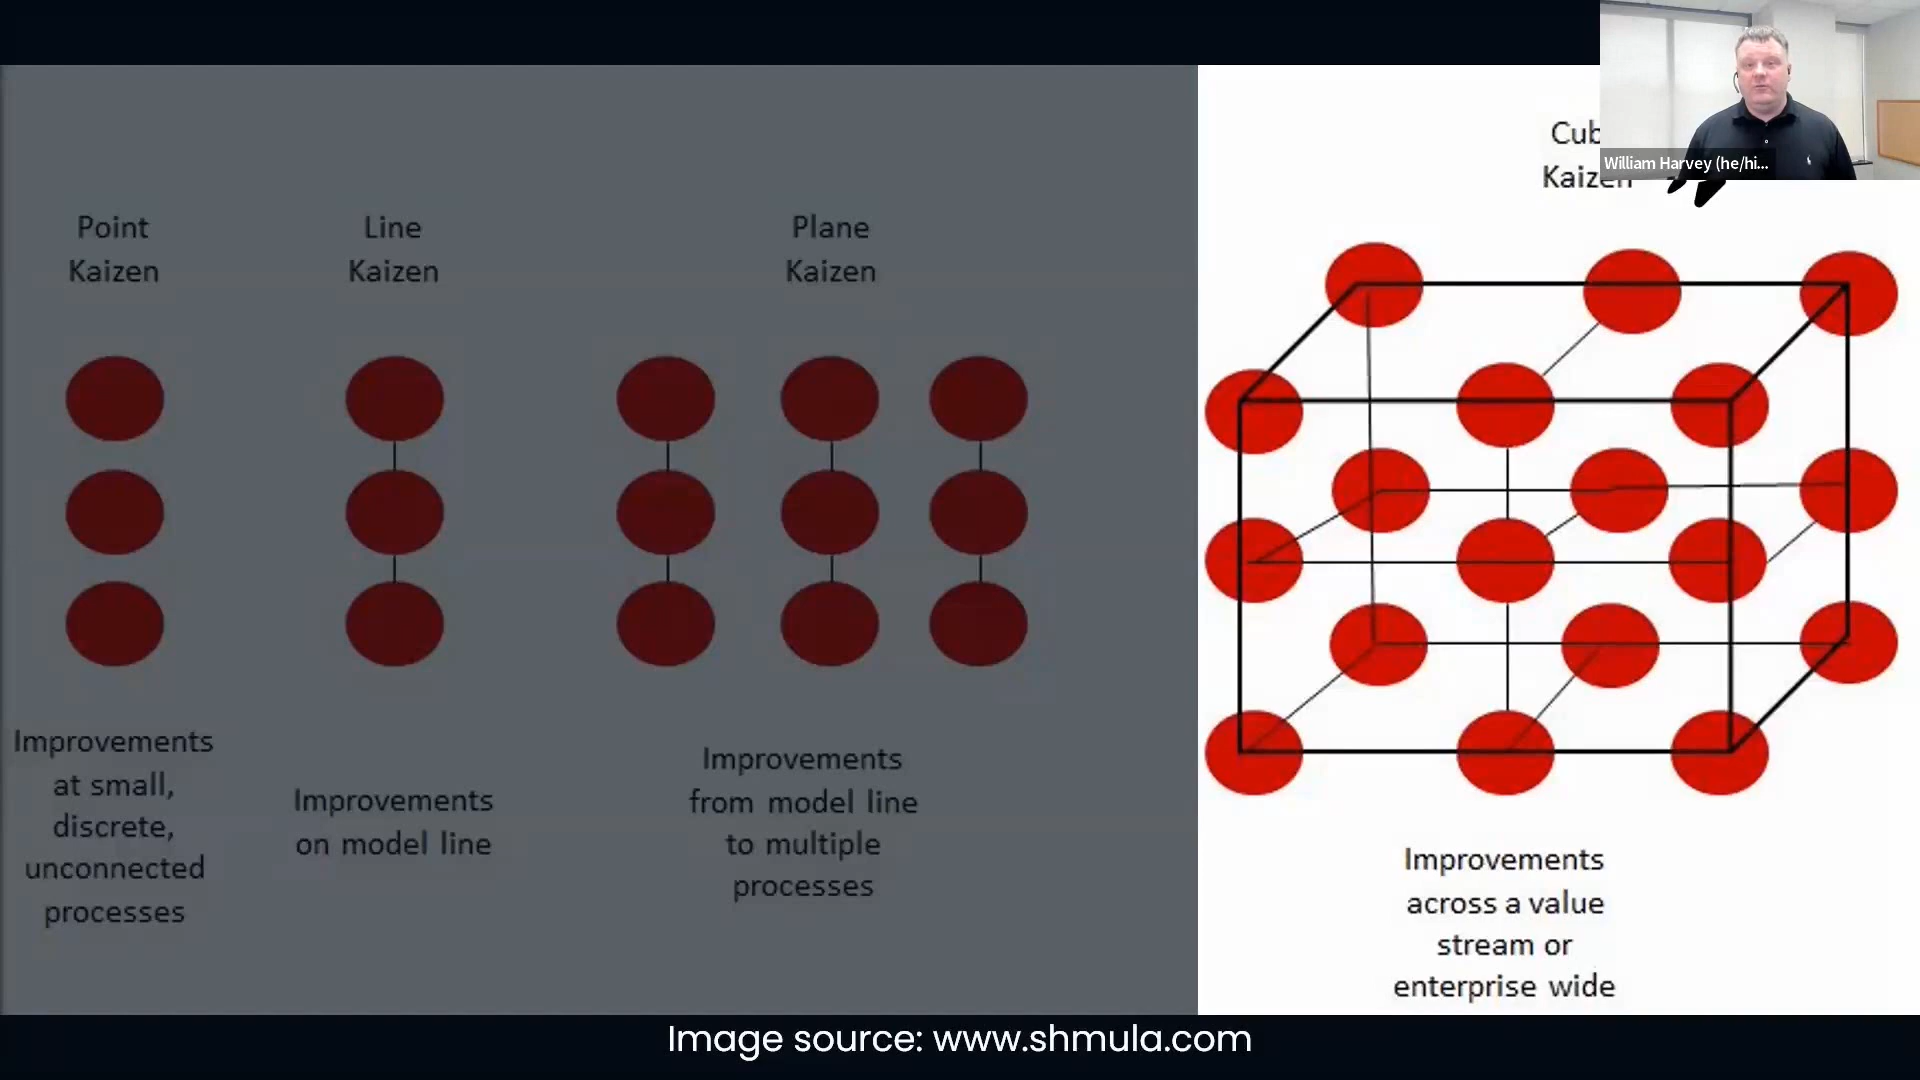 Point
Kaizen
Improvements
at small,
discrete,
unconnected
processes
Line
Kaizen
Improvements
on model line
Plane
Kaizen
Improvements
from model line
to multiple
processes
Cub
Kaizen
Improvements
across a value
stream or
enterprise wide
William Harvey (he/hi...
Image source: www.shmula.com